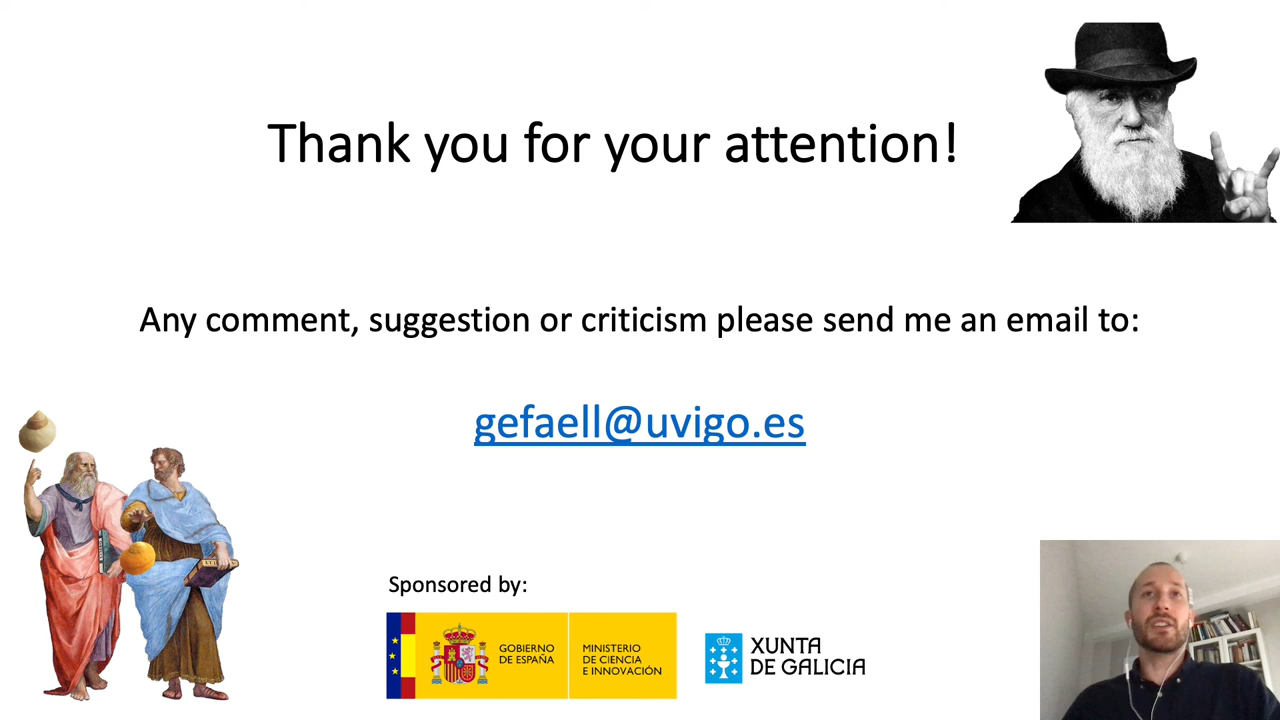 Thank you for your attention!
Any comment, suggestion or criticism please send me an email to:
gefaell@uvigo.es
Sponsored by:
GOBIERNO
DE ESPAÑA
MINISTERIO
DE CIENCIA
E INNOVACIÓN
XUNTA
DE GALICIA